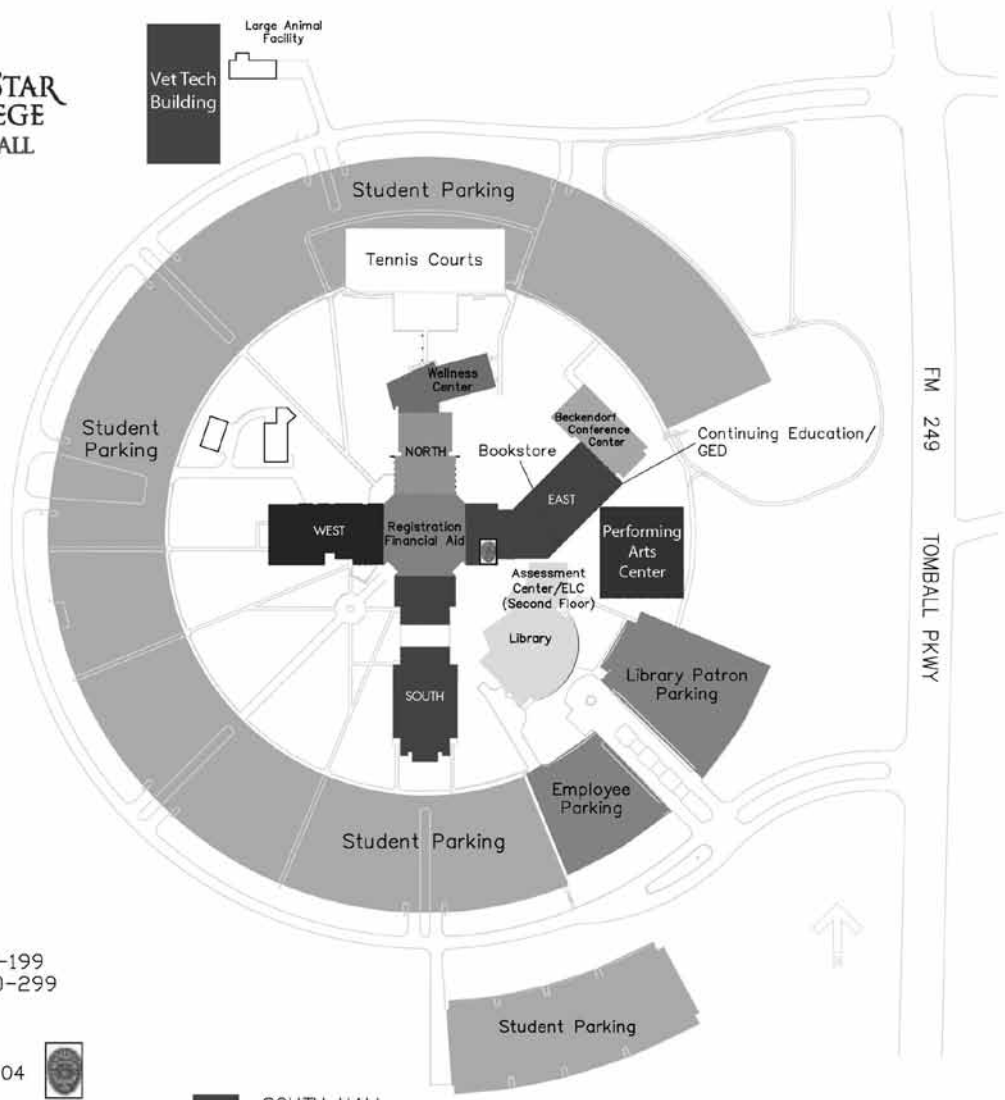 Large Animal
Facility
STAR
EGE
ALL
Vet Tech
Building
Student Parking
Tennis Courts
Wellness
Center
Student
Parking
NORTH
Beckendorf
Conference
Center
Bookstore
Continuing Education/
GED
EAST
WEST
Registration
Financial Aid
Performing
Arts
Center
Assessment
Center/ELC
(Second Floor)
Library
SOUTH
Library Patron
Parking
Employee
Parking
Student Parking
Student Parking
FM 249
TOMBALL PKWY
-199
-299
04